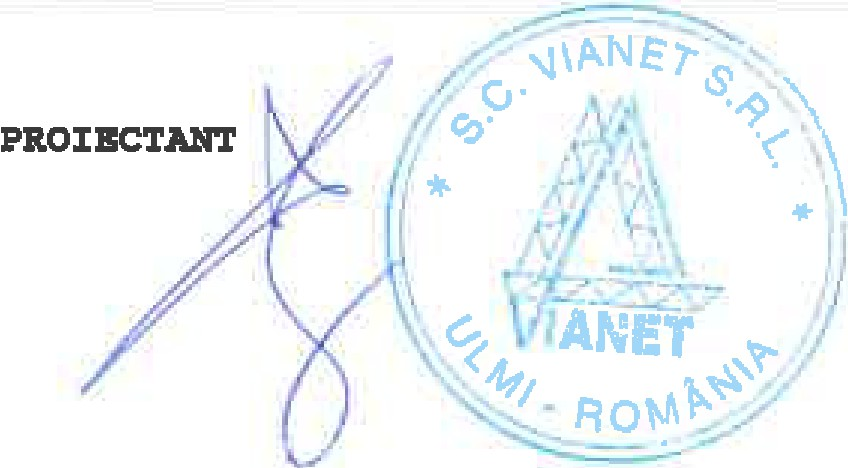 PROIECTANT
* S.C. VIANET S.R.L. *
VIANET
ULMI - ROMÂNIA